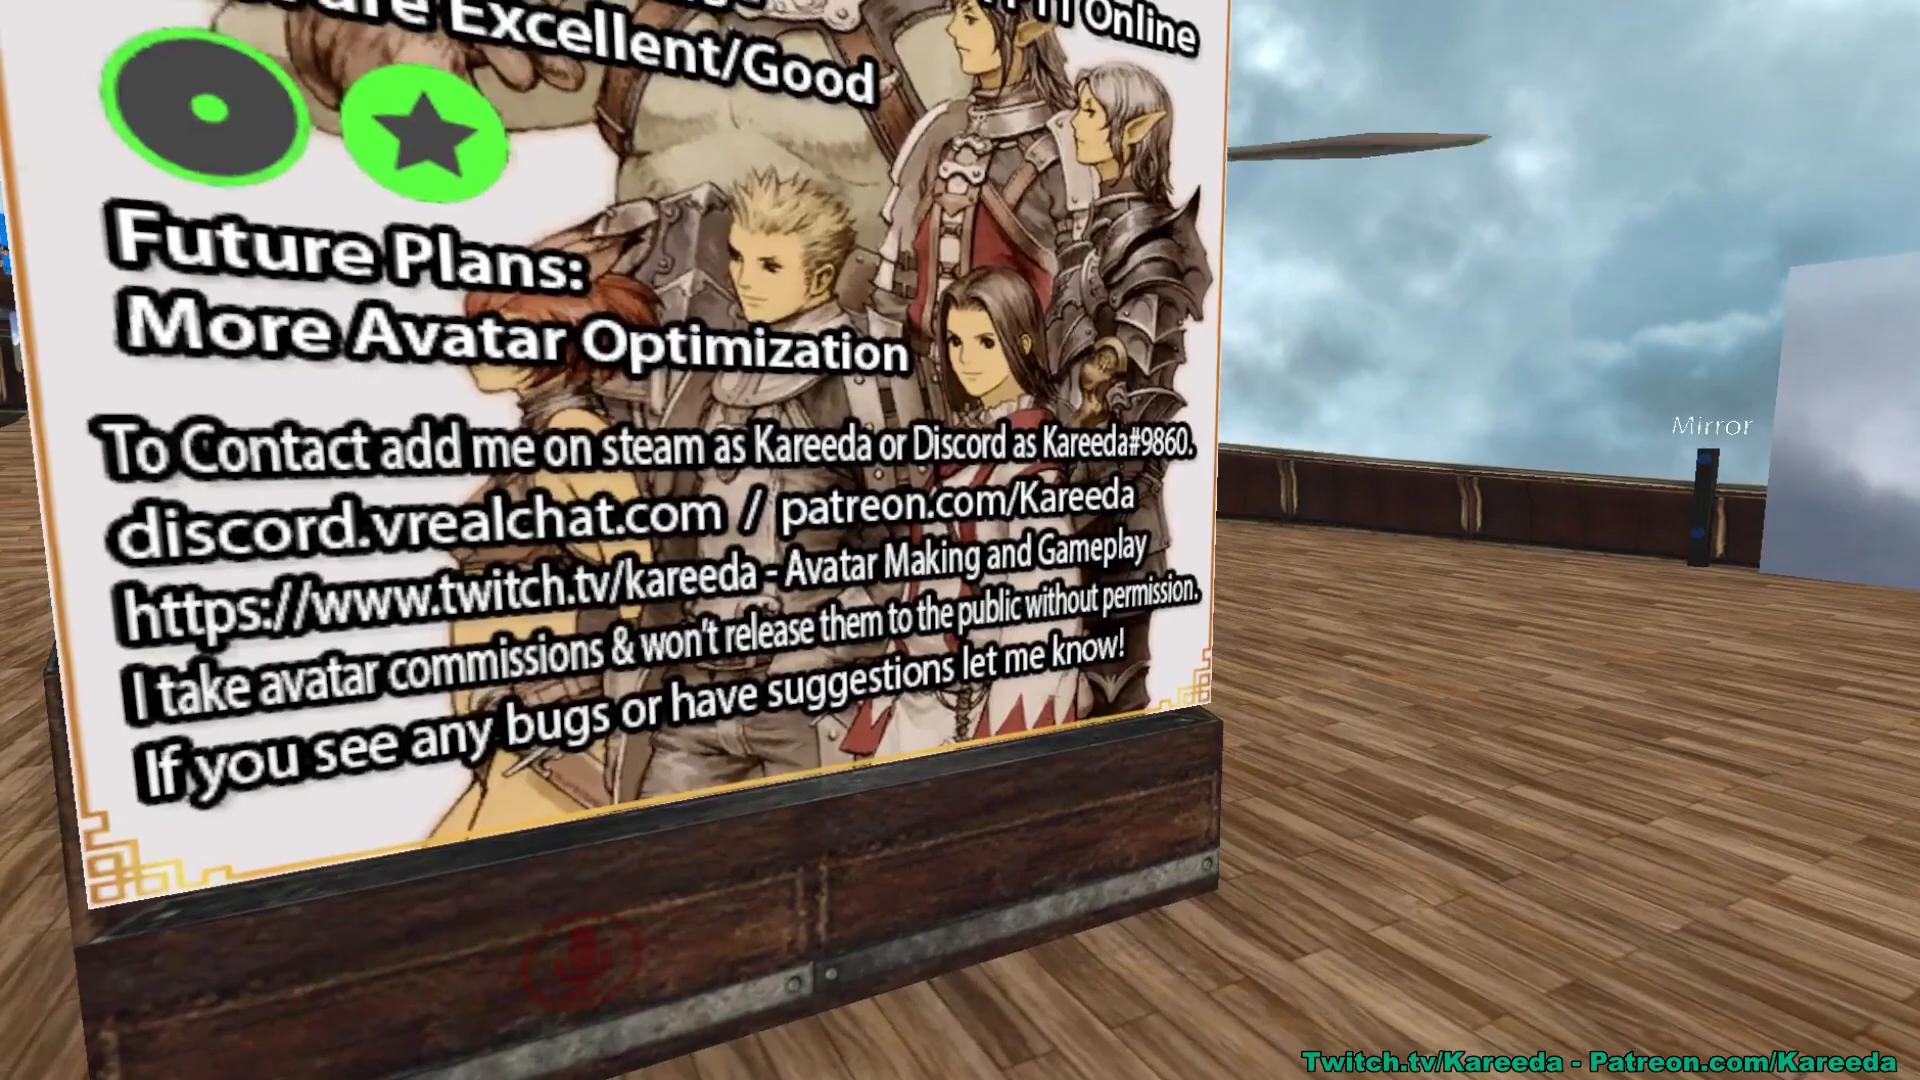 Online
are Excellent/Good
Future Plans:
More Avatar Optimization
To Contact add me on steam as Kareeda or Discord as Kareeda#9860.
discord.vrealchat.com / patreon.com/Kareeda
https://www.twitch.tv/kareeda - Avatar Making and Gameplay
I take avatar commissions & won't release them to the public without permission.
If you see any bugs or have suggestions let me know!
Mirror
Twitch.tv/Kareeda - Patreon.com/Kareeda